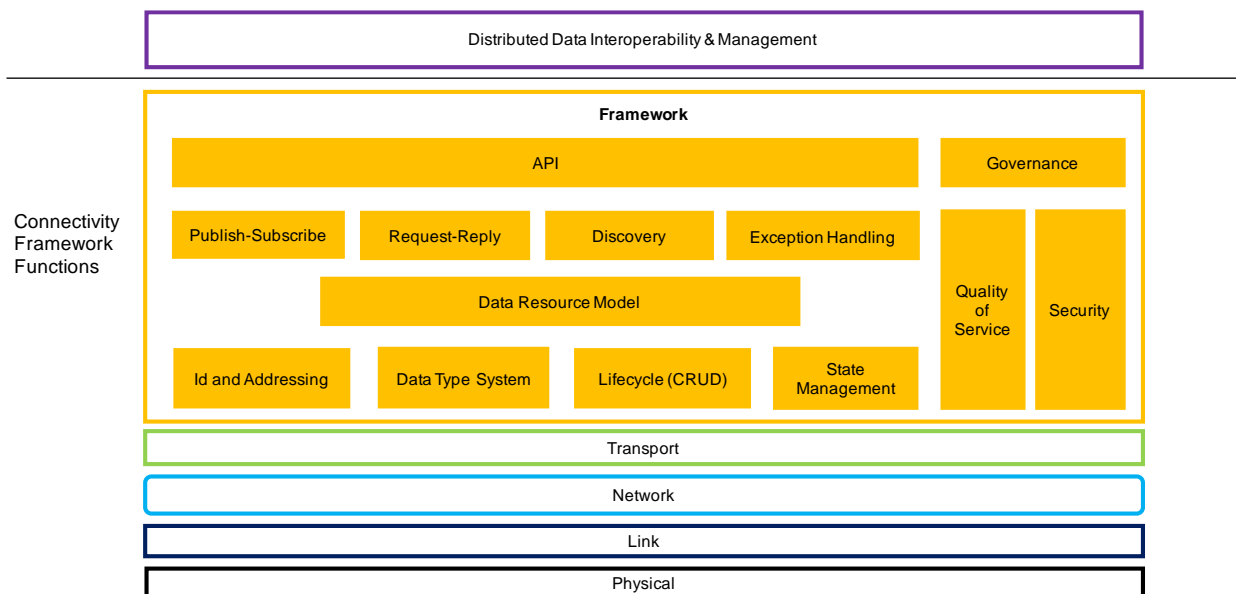 Distributed Data Interoperability & Management
Framework
API
Governance
Connectivity
Framework
Functions
Publish-Subscribe
Request-Reply
Discovery
Exception Handling
Data Resource Model
Quality
of
Service
Security
Id and Addressing
Data Type System
Lifecycle (CRUD)
State
Management
Transport
Network
Link
Physical